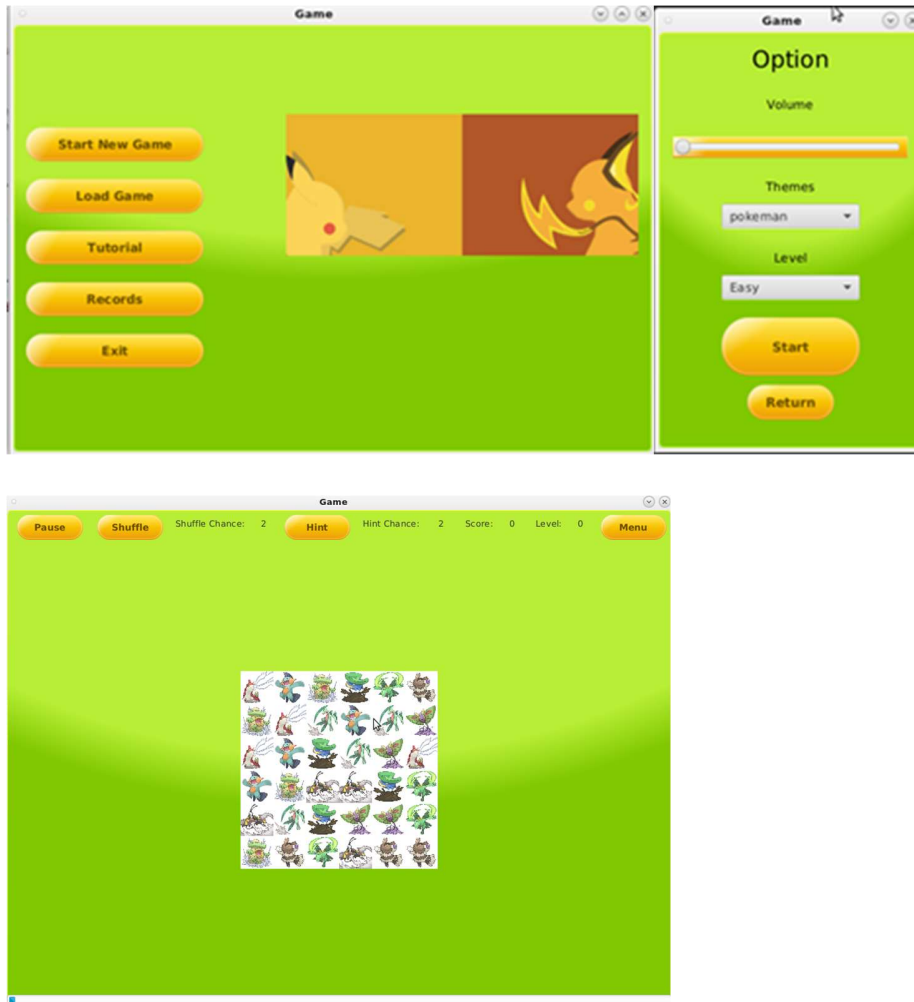 Game
Start New Game
Load Game
Tutorial
Records
Exit
Game
Option
Volume
Themes
pokeman
Level
Easy
Start
Return
Game
Pause Shuffle Shuffle Chance: 2 Hint Hint Chance: 2 Score: 0 Level: 0 Menu